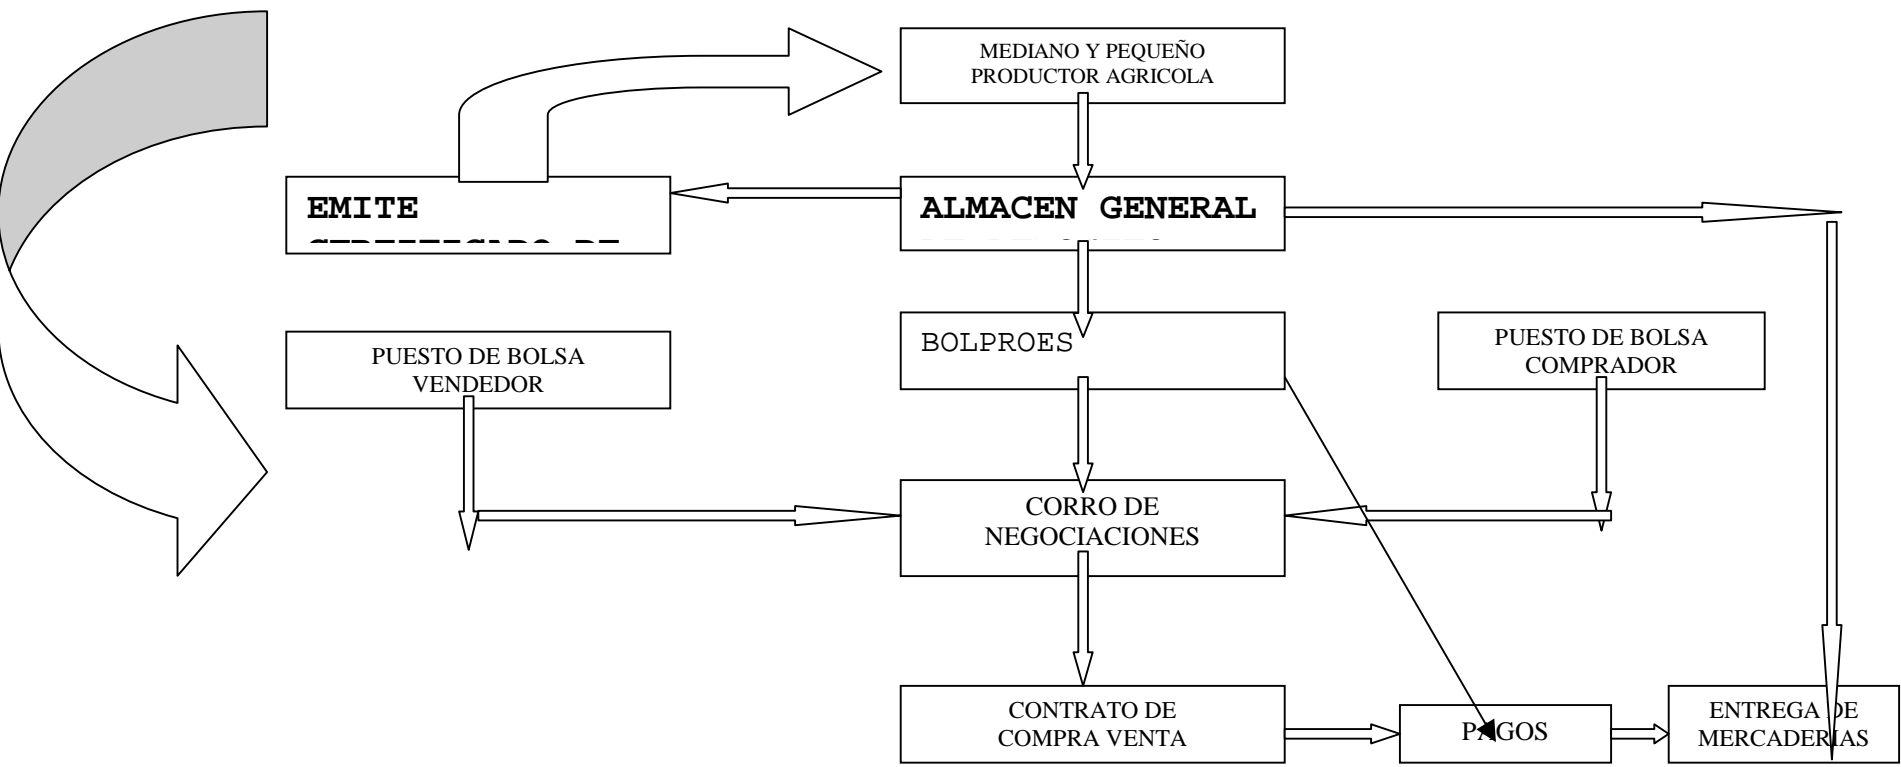 MEDIANO Y PEQUEÑO
PRODUCTOR AGRICOLA
EMITE
ALMACEN GENERAL
BOLPROES
PUESTO DE BOLSA
VENDEDOR
PUESTO DE BOLSA
COMPRADOR
CORRO DE
NEGOCIACIONES
CONTRATO DE
COMPRA VENTA
PAGOS
ENTREGA DE
MERCADERIAS